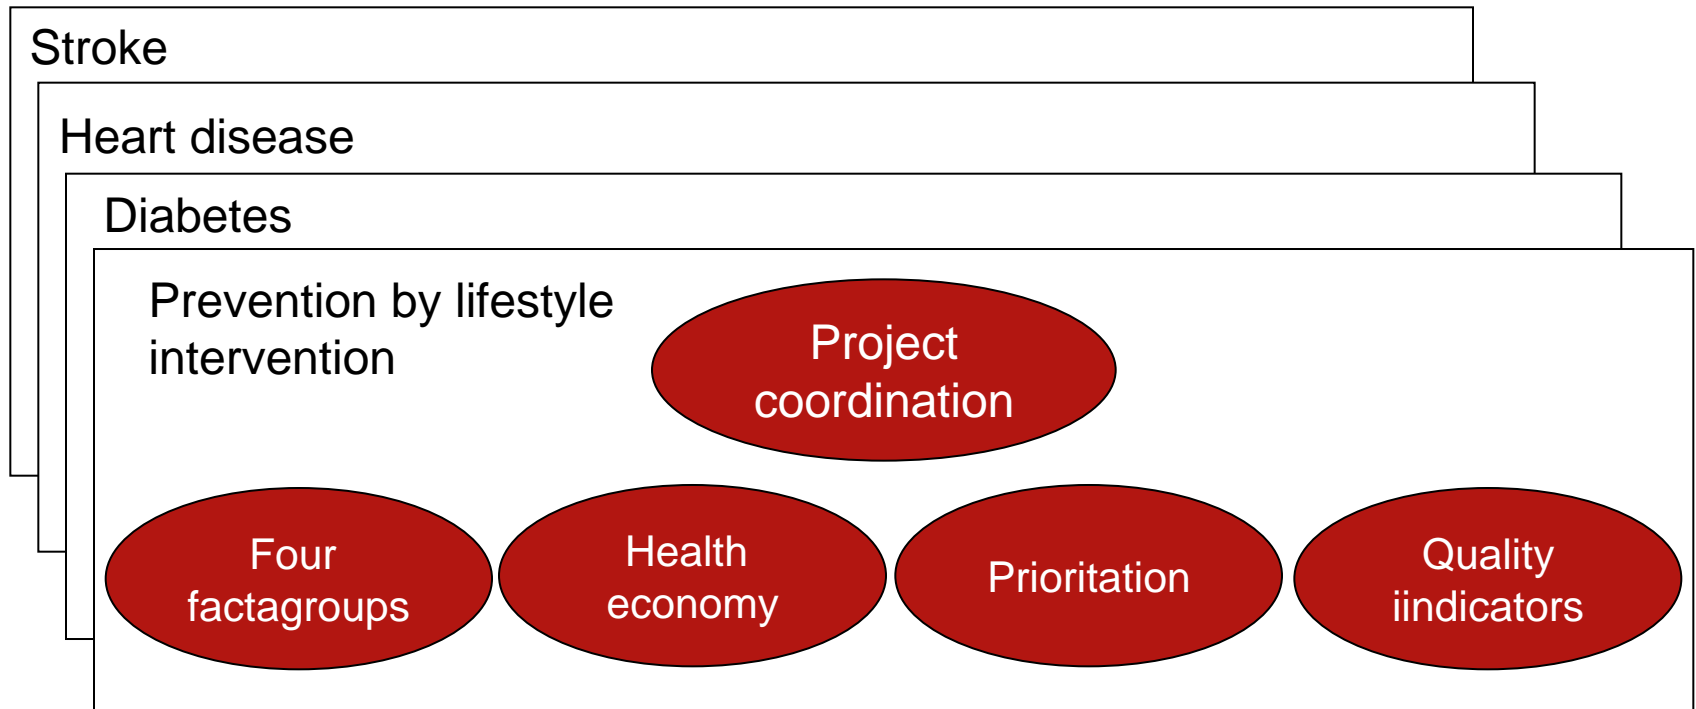 Stroke
Heart disease
Diabetes
Prevention by lifestyle
intervention
Project
coordination
Four
factagroups
Health
economy
Prioritation
Quality
iindicators